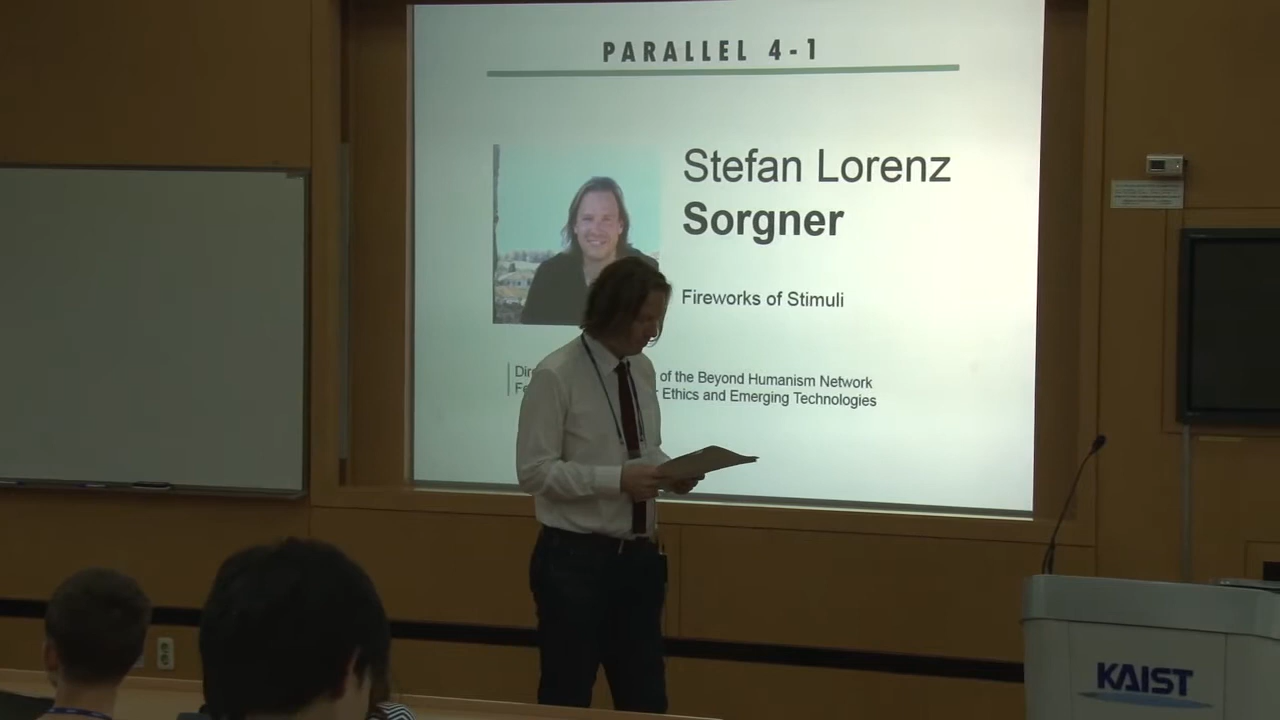 PARALLEL 4-1
Stefan Lorenz
Sorgner
Fireworks of Stimuli
of the Beyond Humanism Network
Ethics and Emerging Technologies
KAIST